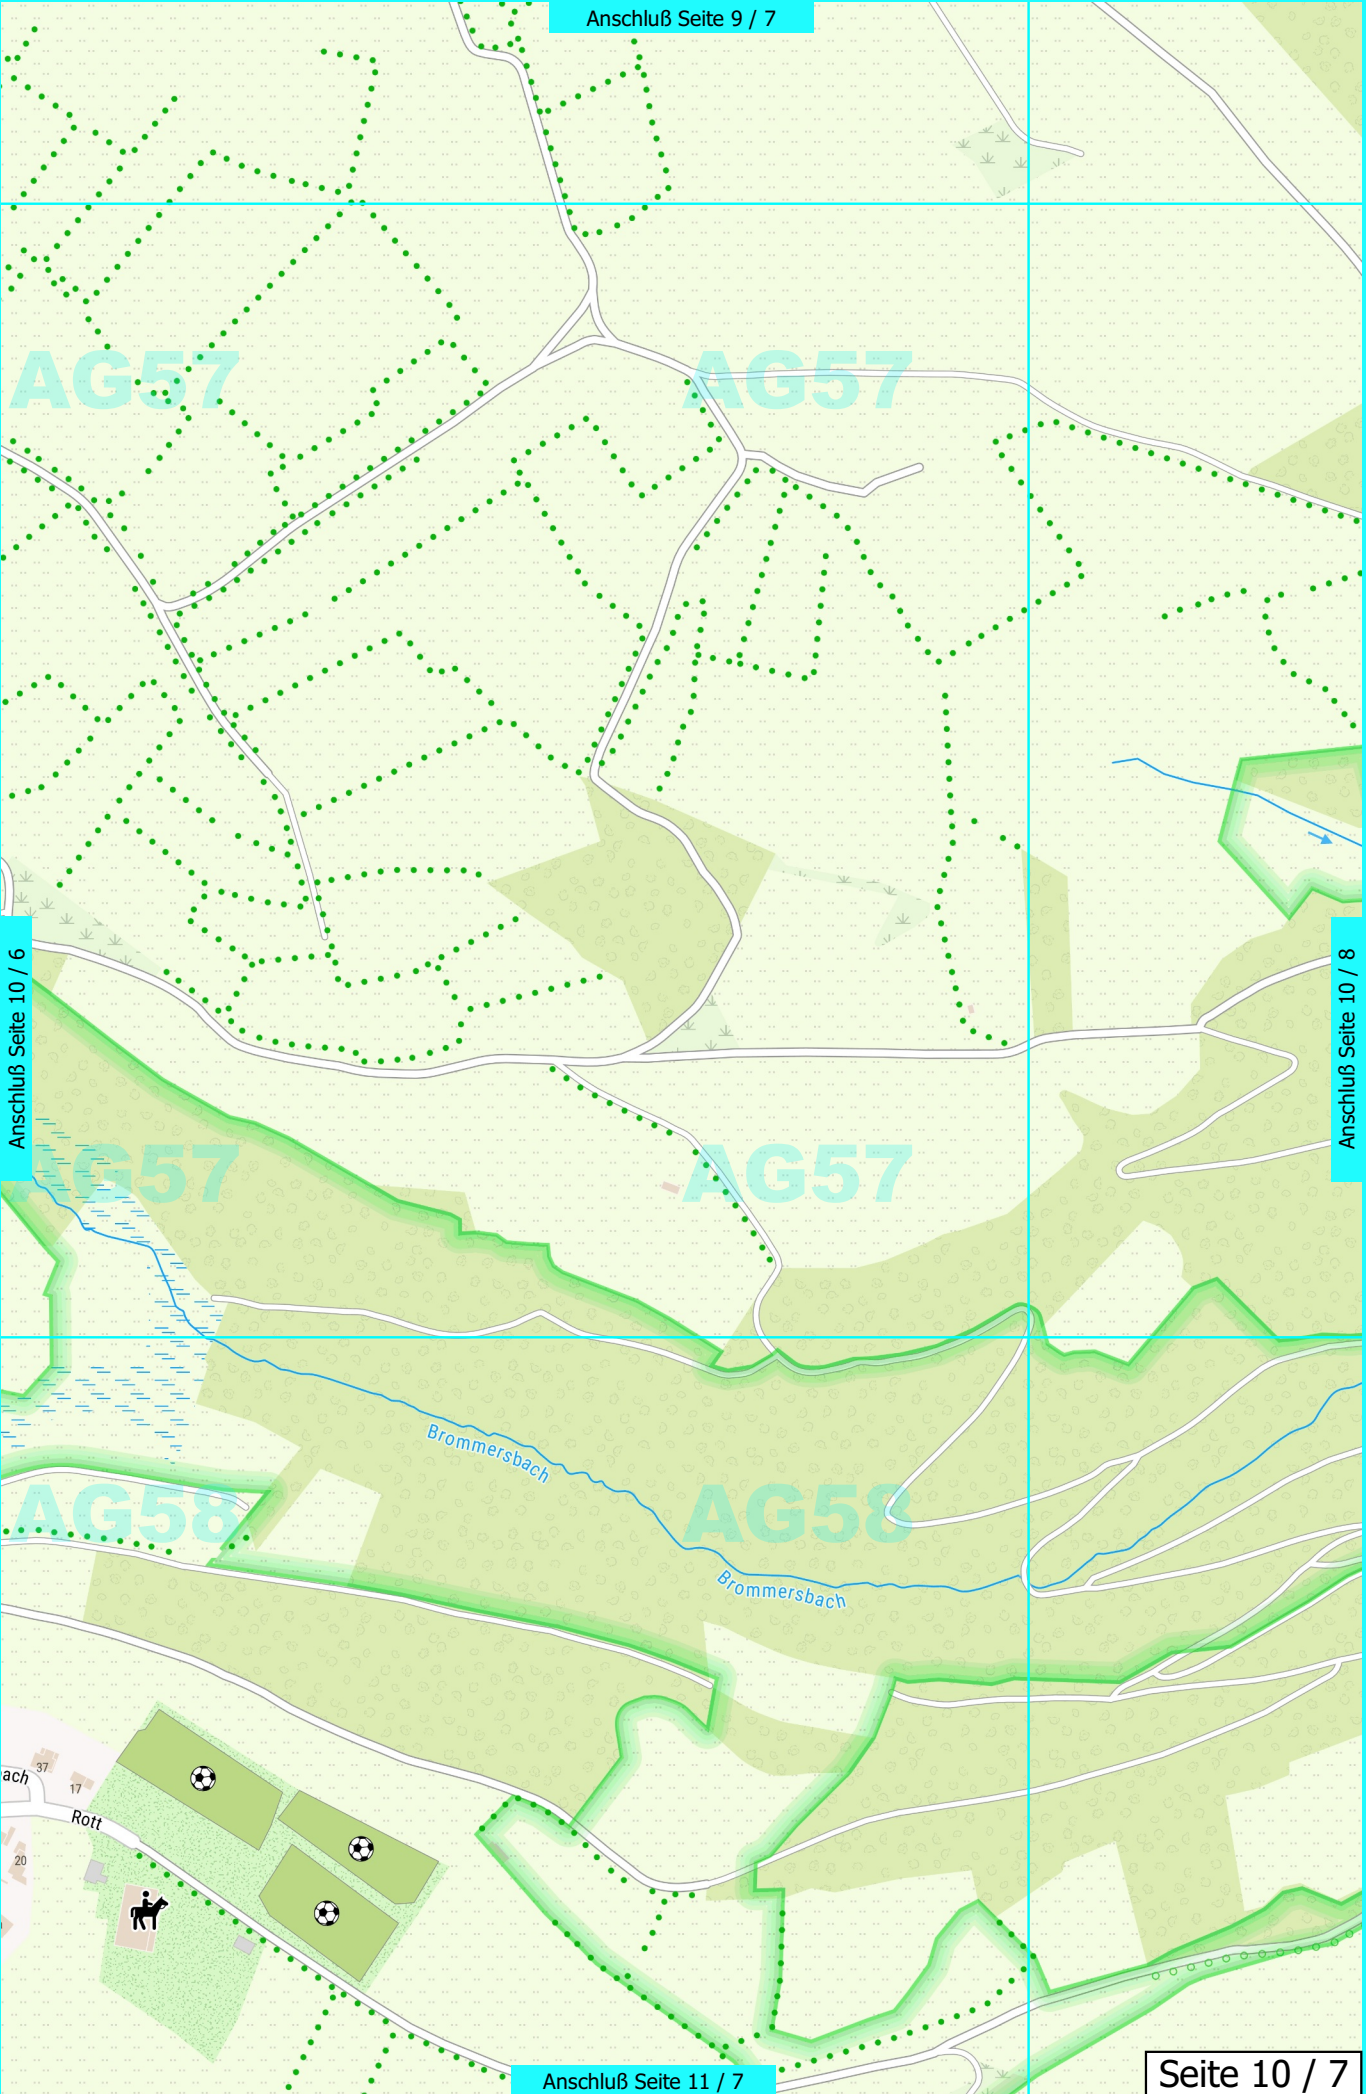 Anschluß Seite 9 / 7
AG57
AG57
Anschluß Seite 10 / 6
Anschluß Seite 10 / 8
AG57
AG57
Brommersbach
AG58
AG58
Brommersbach
37
17
ach
Rott
20
Anschluß Seite 11 / 7
Seite 10 / 7